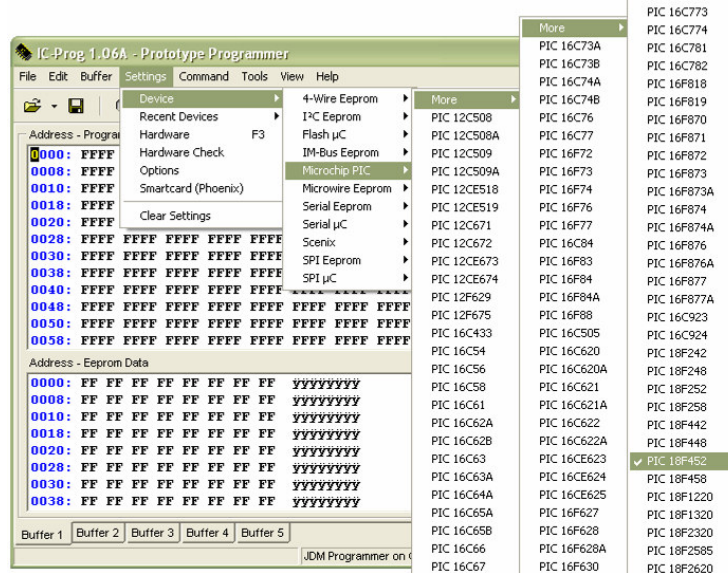 IC-Prog 1.06A - Prototype Programmer
File Edit Buffer Settings Command Tools View Help
Device
Recent Devices
Hardware F3
Hardware Check
Options
Smartcard (Phoenix)
Clear Settings
4-Wire Eeprom
I²C Eeprom
Flash µC
IM-Bus Eeprom
Microchip PIC
Microwire Eeprom
Serial Eeprom
Serial µC
Scenix
SPI Eeprom
SPI µC
More
PIC 12C508
PIC 12C508A
PIC 12C509
PIC 12C509A
PIC 12CE518
PIC 12CE519
PIC 12C671
PIC 12C672
PIC 12CE673
PIC 12CE674
PIC 12F629
PIC 12F675
PIC 16C433
PIC 16C54
PIC 16C56
PIC 16C58
PIC 16C61
PIC 16C62A
PIC 16C62B
PIC 16C63
PIC 16C63A
PIC 16C64A
PIC 16C65A
PIC 16C65B
PIC 16C66
PIC 16C67
More
PIC 16C73A
PIC 16C73B
PIC 16C74A
PIC 16C74B
PIC 16C76
PIC 16C77
PIC 16F72
PIC 16F73
PIC 16F74
PIC 16F76
PIC 16F77
PIC 16C84
PIC 16F83
PIC 16F84
PIC 16F84A
PIC 16F88
PIC 16C505
PIC 16C620
PIC 16C620A
PIC 16C621
PIC 16C621A
PIC 16C622
PIC 16C622A
PIC 16CE623
PIC 16CE624
PIC 16CE625
PIC 16F627
PIC 16F628
PIC 16F628A
PIC 16F630
PIC 16C773
PIC 16C774
PIC 16C781
PIC 16C782
PIC 16F818
PIC 16F819
PIC 16F870
PIC 16F871
PIC 16F872
PIC 16F873
PIC 16F873A
PIC 16F874
PIC 16F874A
PIC 16F876
PIC 16F876A
PIC 16F877
PIC 16F877A
PIC 16C923
PIC 16C924
PIC 18F242
PIC 18F248
PIC 18F252
PIC 18F258
PIC 18F442
PIC 18F448
PIC 18F452
PIC 18F458
PIC 18F1220
PIC 18F1320
PIC 18F2320
PIC 18F2585
PIC 18F2620
Address - Progra
0000: FFFF
0008: FFFF
0010: FFFF
0018: FFFF
0020: FFFF
0028: FFFF FFFF FFFF FFFF
0030: FFFF FFFF FFFF FFFF
0038: FFFF FFFF FFFF FFFF
0040: FFFF FFFF FFFF FFFF
0048: FFFF FFFF FFFF FFFF FFFF FFFF FFFF
0050: FFFF FFFF FFFF FFFF FFFF FFFF FFFF
0058: FFFF FFFF FFFF FFFF FFFF FFFF FFFF
Address - Eeprom Data
0000: FF FF FF FF FF FF FF FF ÿÿÿÿÿÿÿÿ
0008: FF FF FF FF FF FF FF FF ÿÿÿÿÿÿÿÿ
0010: FF FF FF FF FF FF FF FF ÿÿÿÿÿÿÿÿ
0018: FF FF FF FF FF FF FF FF ÿÿÿÿÿÿÿÿ
0020: FF FF FF FF FF FF FF FF ÿÿÿÿÿÿÿÿ
0028: FF FF FF FF FF FF FF FF ÿÿÿÿÿÿÿÿ
0030: FF FF FF FF FF FF FF FF ÿÿÿÿÿÿÿÿ
0038: FF FF FF FF FF FF FF FF ÿÿÿÿÿÿÿÿ
Buffer 1 Buffer 2 Buffer 3 Buffer 4 Buffer 5
JDM Programmer on